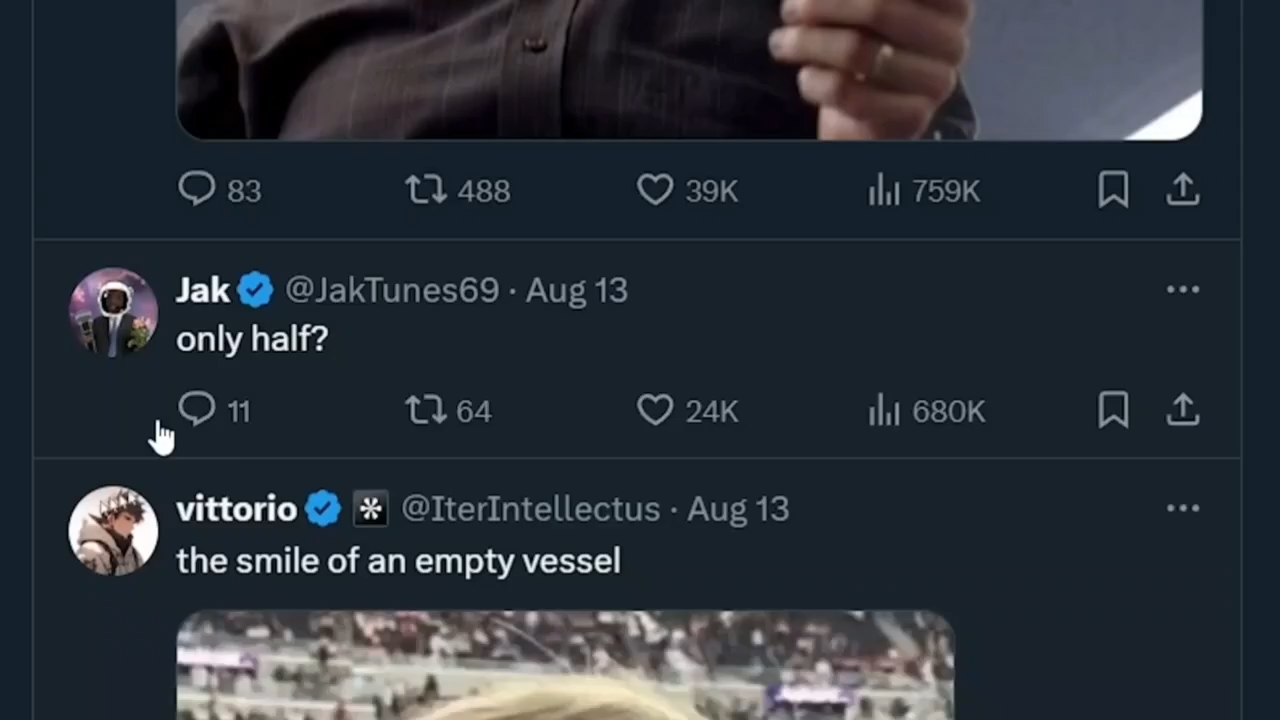 83 488 39K 759K
Jak @JakTunes69 · Aug 13
only half?
11 64 24K 680K
vittorio @IterIntellectus · Aug 13
the smile of an empty vessel